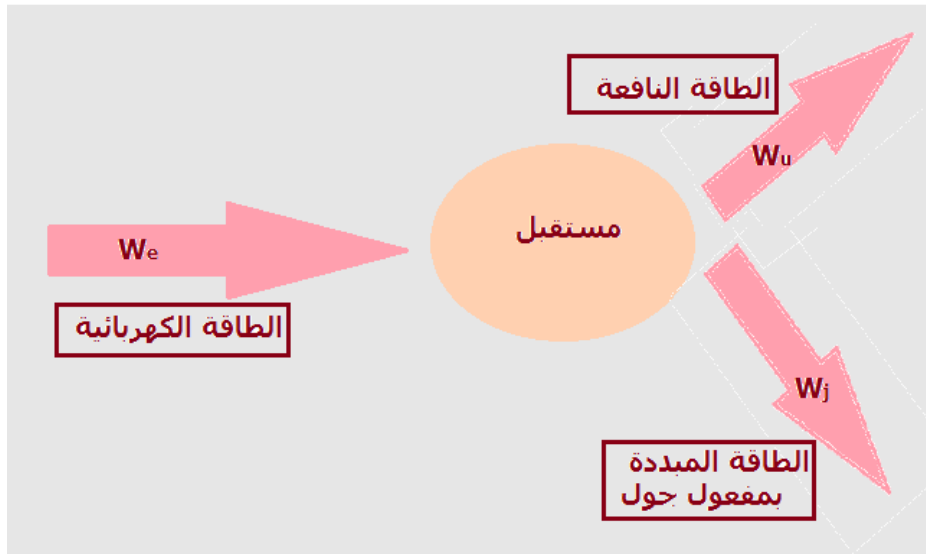 الطاقة النافعة
Wu
مستقبل
We
الطاقة الكهربائية
Wj
الطاقة المبددة
بمفعول جول